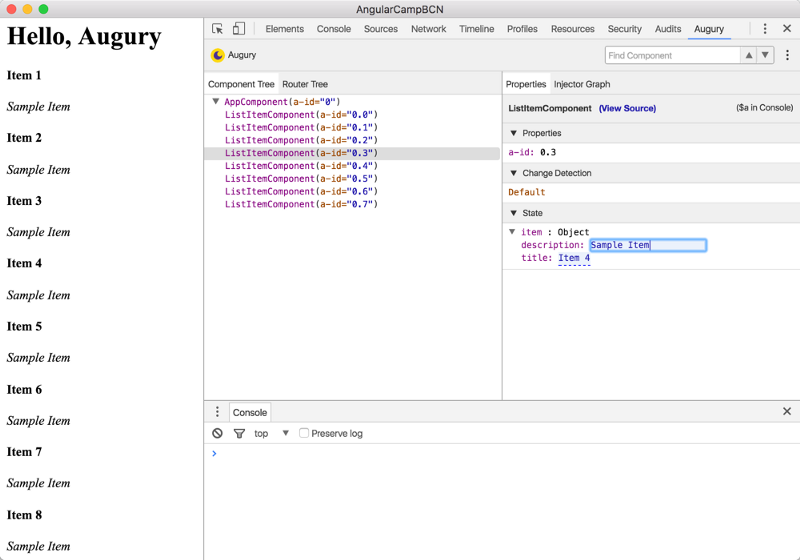 AngularCampBCN
Hello, Augury
Item 1
Sample Item
Item 2
Sample Item
Item 3
Sample Item
Item 4
Sample Item
Item 5
Sample Item
Item 6
Sample Item
Item 7
Sample Item
Item 8
Sample Item
Elements Console Sources Network Timeline Profiles Resources Security Audits Augury
Augury
Find Component
Component Tree Router Tree
AppComponent(a-id="0")
ListItemComponent(a-id="0.0")
ListItemComponent(a-id="0.1")
ListItemComponent(a-id="0.2")
ListItemComponent(a-id="0.3")
ListItemComponent(a-id="0.4")
ListItemComponent(a-id="0.5")
ListItemComponent(a-id="0.6")
ListItemComponent(a-id="0.7")
Properties Injector Graph
ListItemComponent (View Source) ($a in Console)
Properties
a-id: 0.3
Change Detection
Default
State
item : Object
description: Sample Item
title: Item 4
Console
top Preserve log